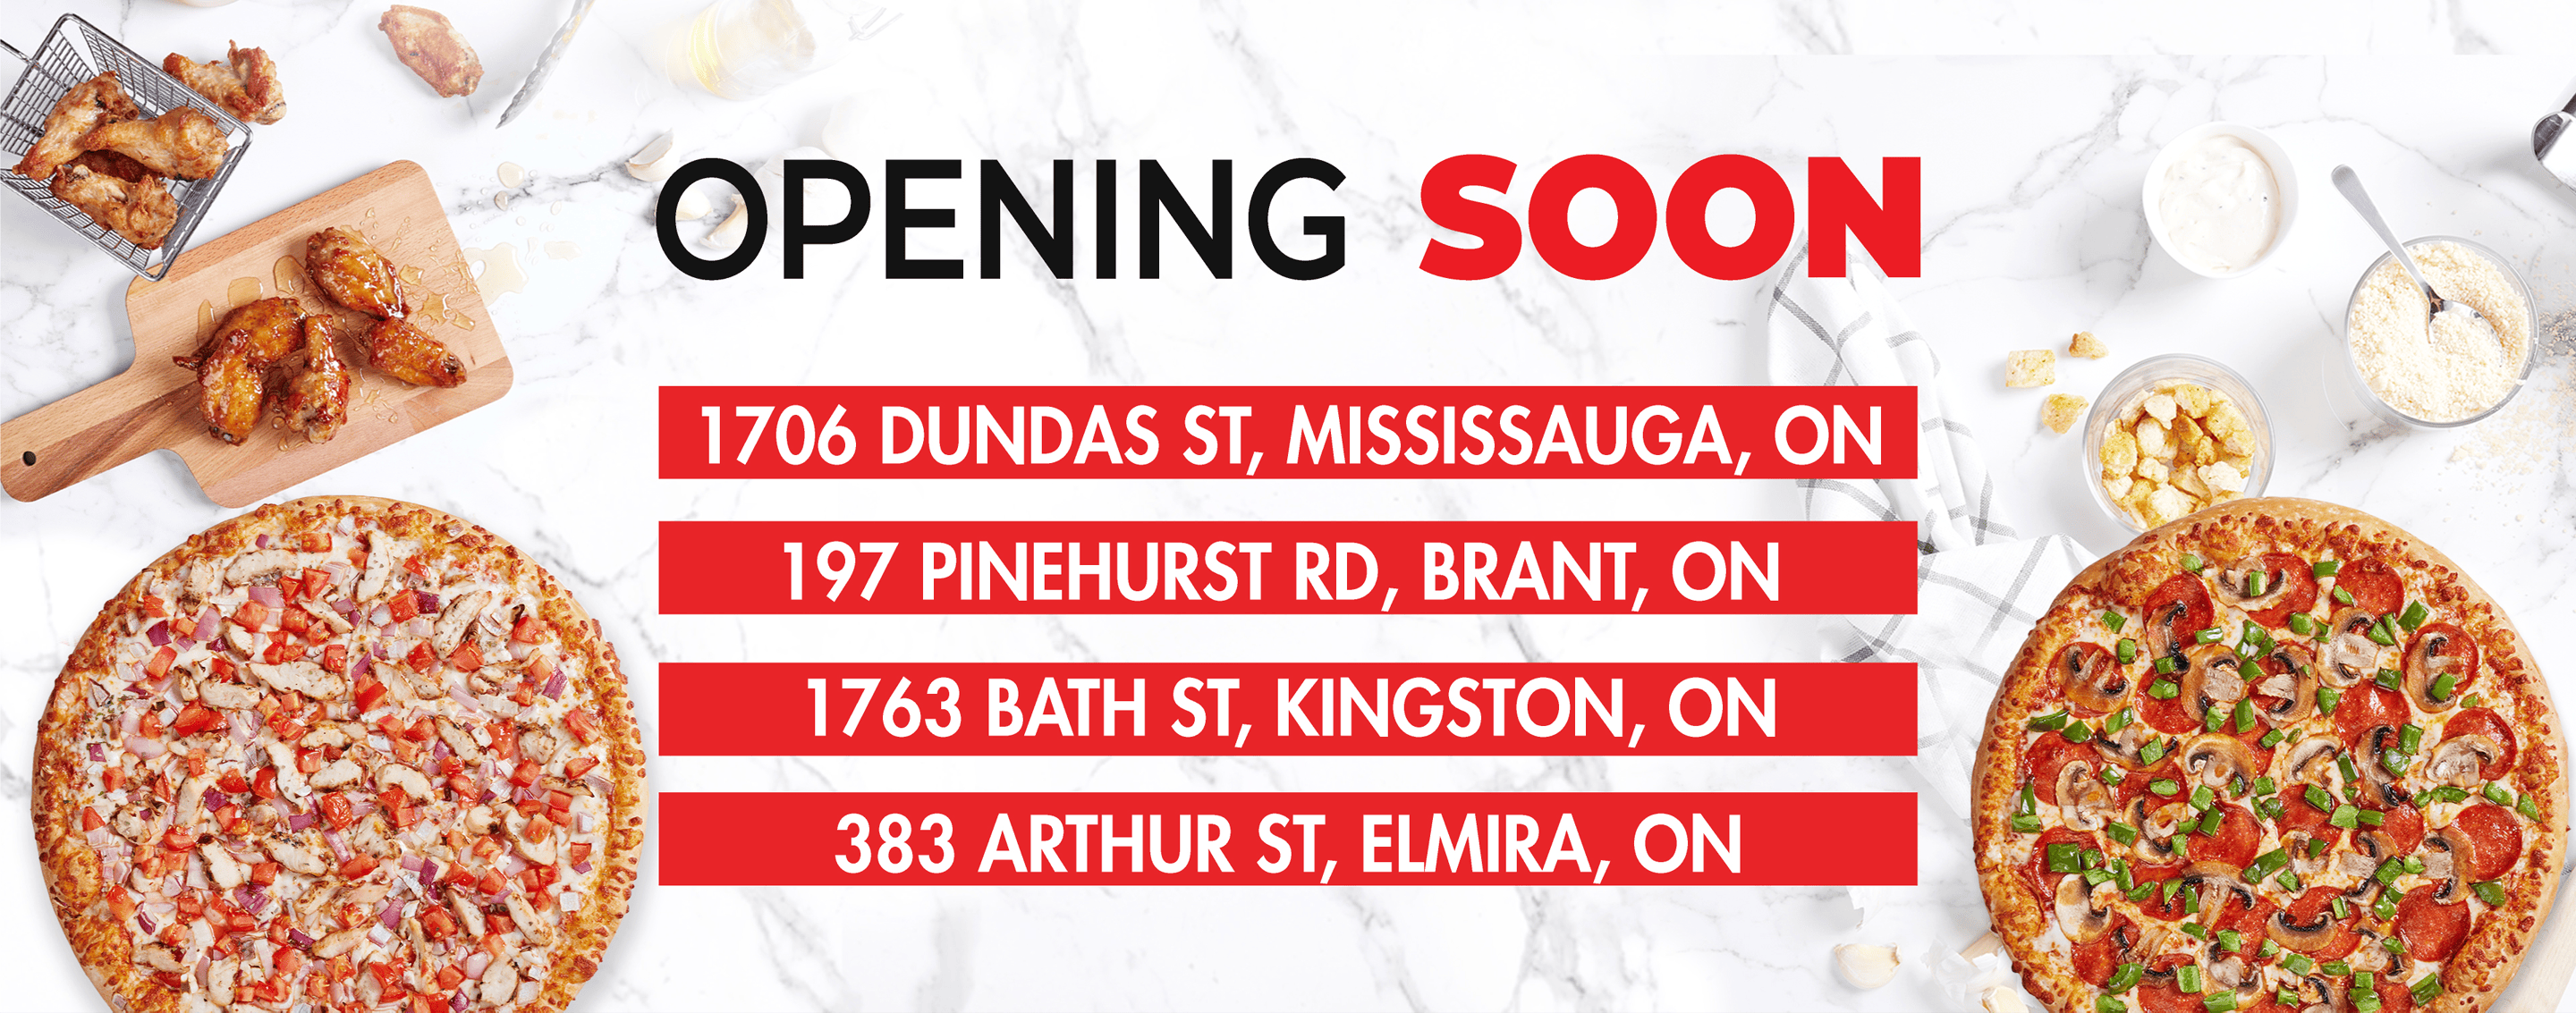 OPENING SOON
1706 DUNDAS ST, MISSISSAUGA, ON
197 PINEHURST RD, BRANT, ON
1763 BATH ST, KINGSTON, ON
383 ARTHUR ST, ELMIRA, ON